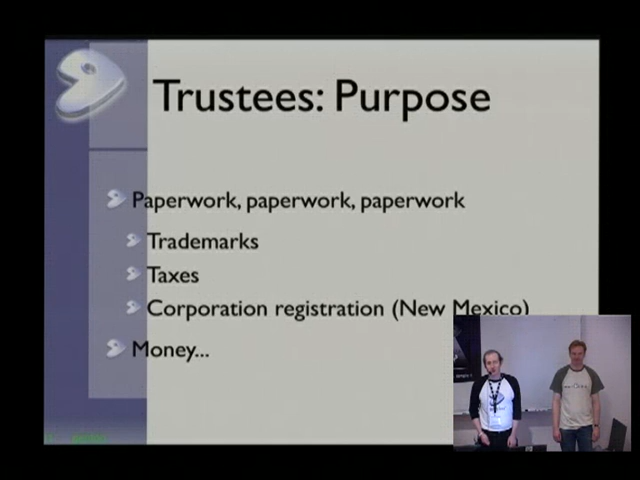 Trustees: Purpose
Paperwork, paperwork, paperwork
Trademarks
Taxes
Corporation registration (New Mexico)
Money...